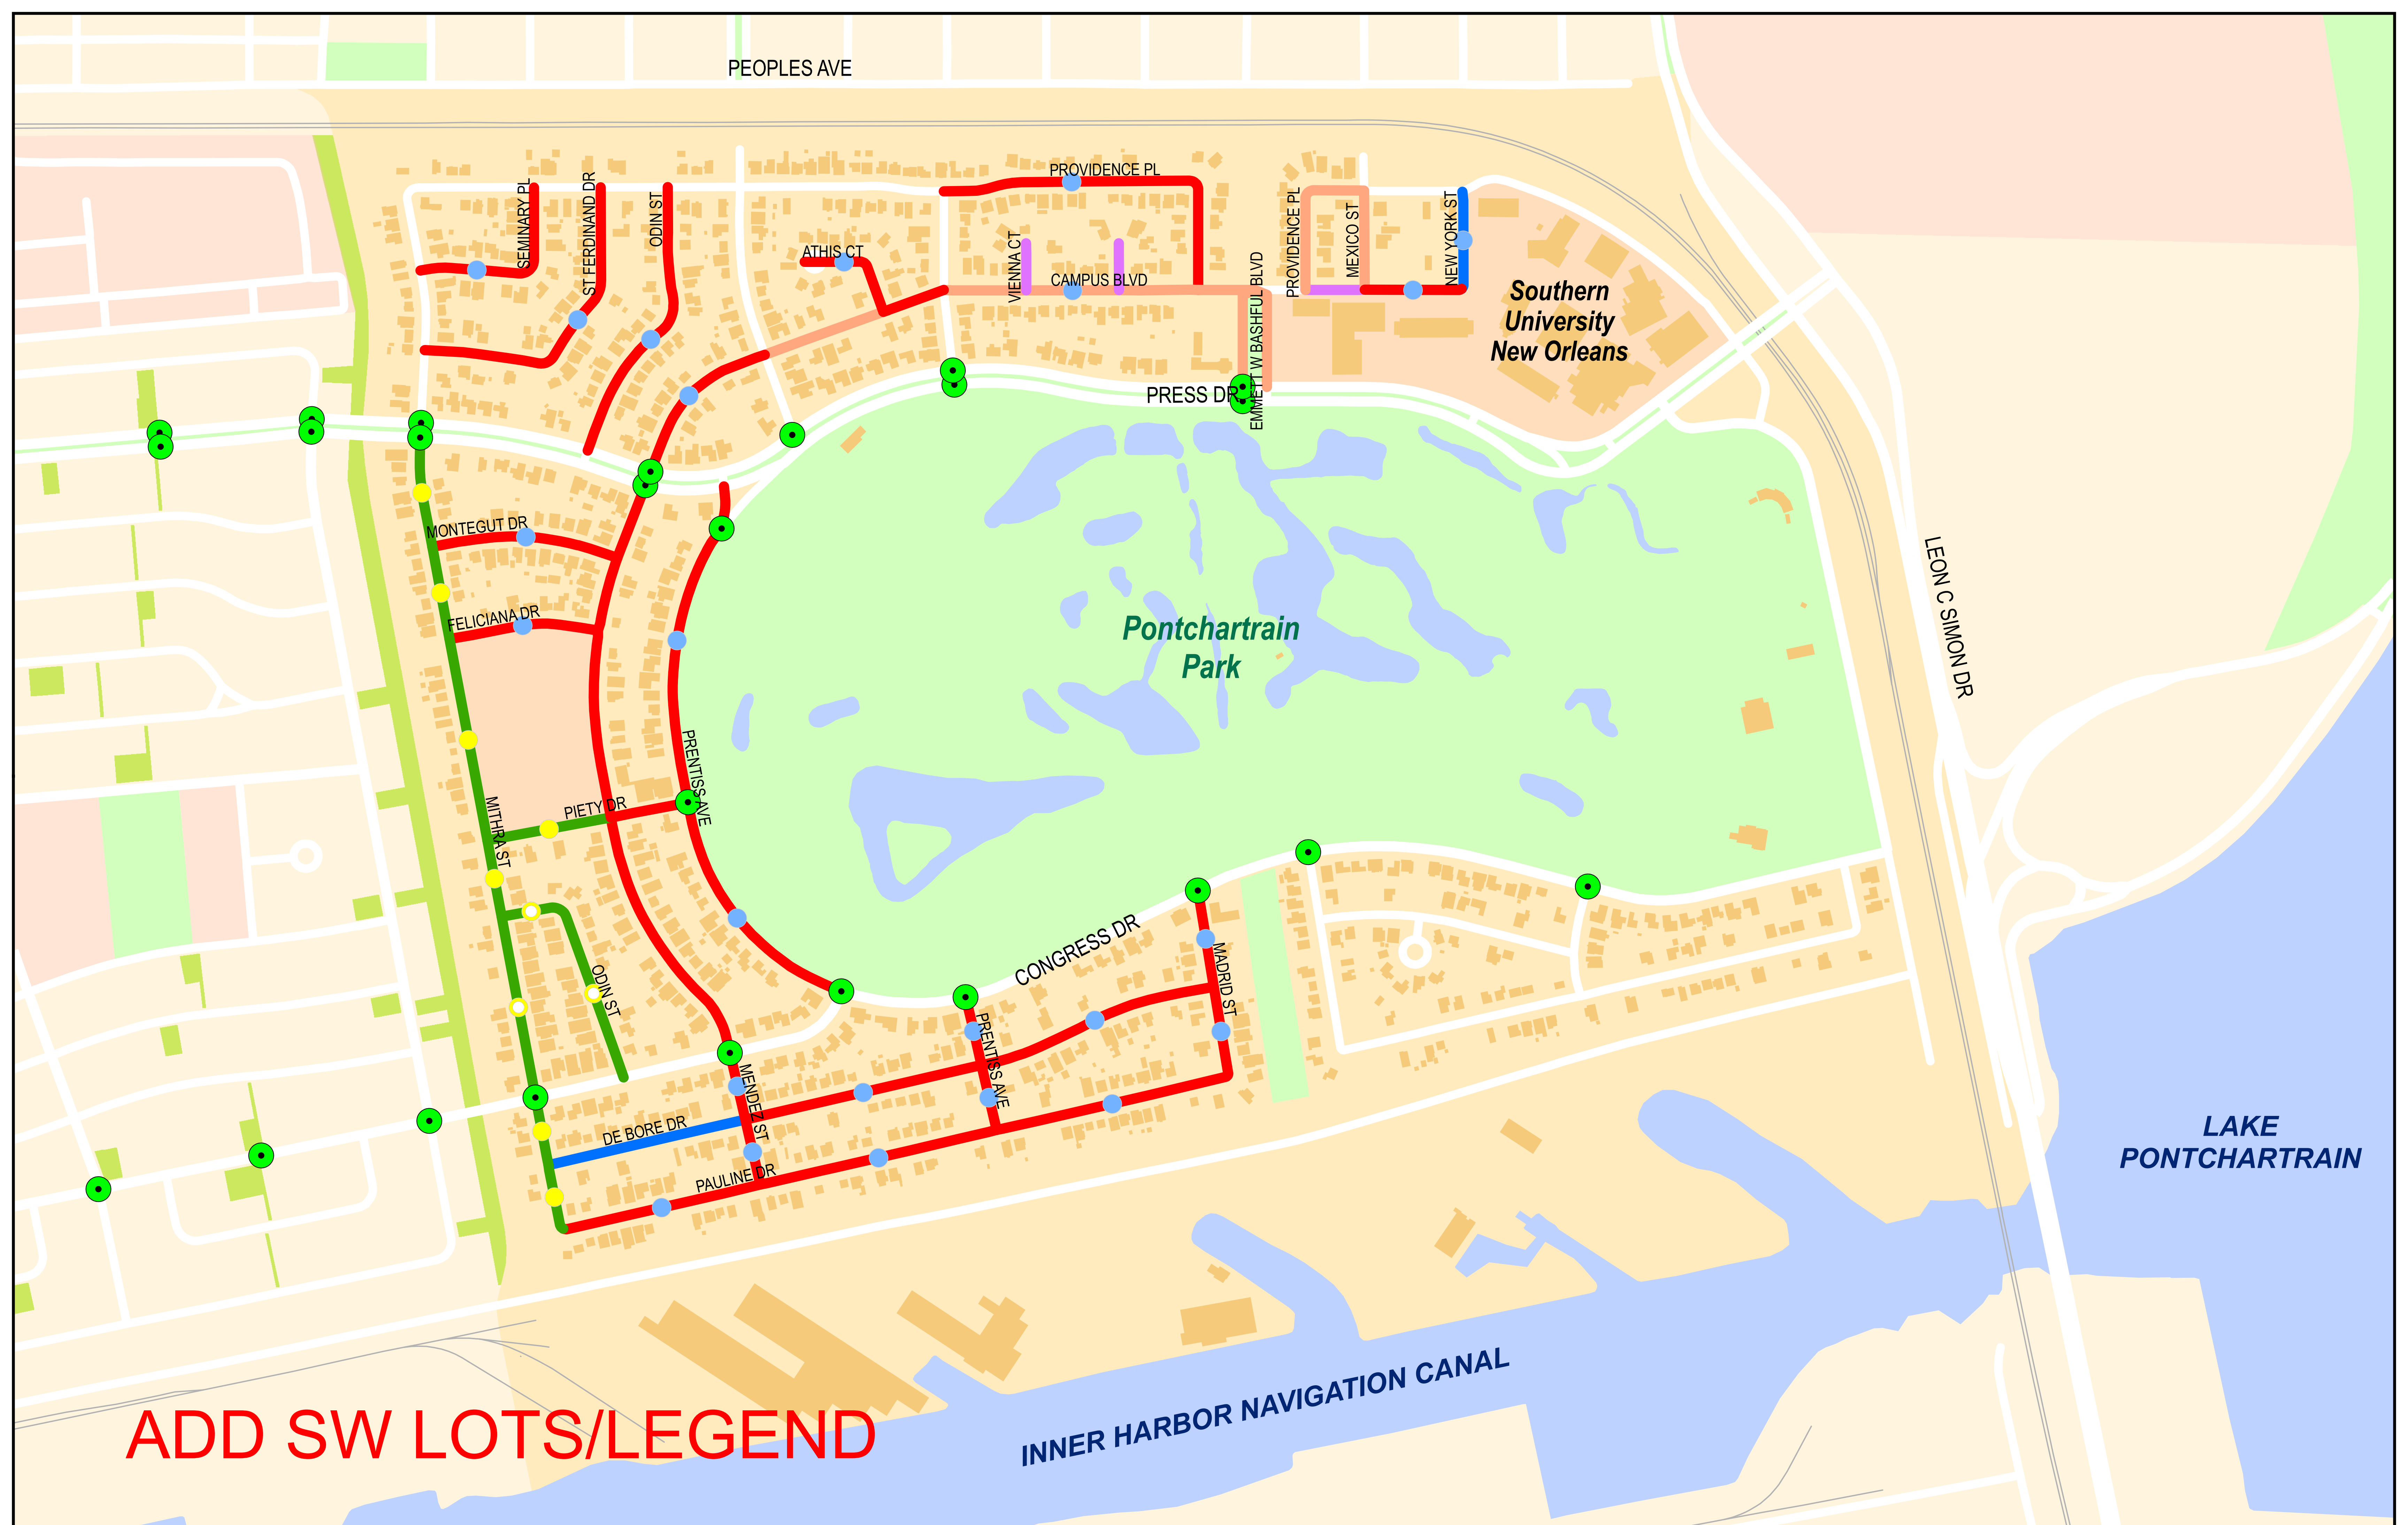 PEOPLES AVE
PROVIDENCE PL
SEMINARY PL
ST FERDINAND DR
ODIN ST
ATHIS CT
VIENNA CT
CAMPUS BLVD
EMMETT W BASHFUL BLVD
PROVIDENCE PL
MEXICO ST
NEW YORK ST
Southern
University
New Orleans
PRESS DR
MONTEGUT DR
FELICIANA DR
LEON C SIMON DR
Pontchartrain
Park
PRENTISS AVE
PIETY DR
MITHRA ST
ODIN ST
CONGRESS DR
MADRID ST
PRENTISS AVE
MENDEZ ST
DE BORE DR
PAULINE DR
LAKE
PONTCHARTRAIN
INNER HARBOR NAVIGATION CANAL
ADD SW LOTS/LEGEND